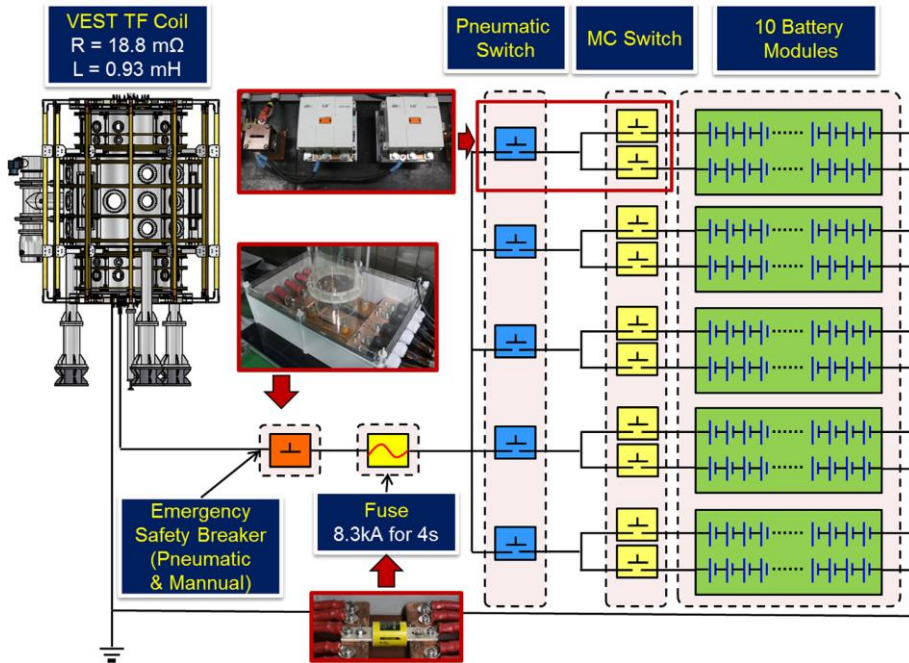 VEST TF Coil
R = 18.8 mΩ
L = 0.93 mH
Pneumatic
Switch
MC Switch
10 Battery
Modules
Emergency
Safety Breaker
(Pneumatic
& Mannual)
Fuse
8.3kA for 4s